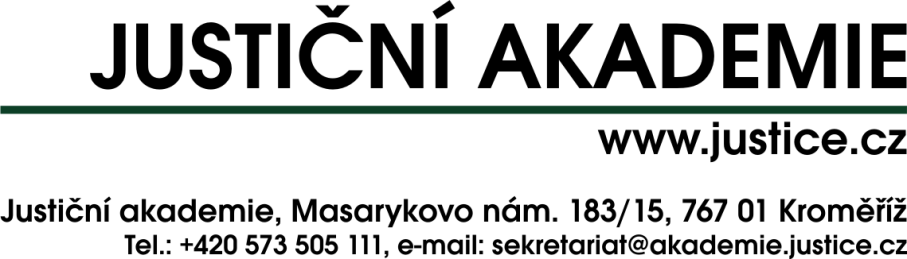 JUSTIČNÍ AKADEMIE
www.justice.cz
Justiční akademie, Masarykovo nám. 183/15, 767 01 Kroměříž
Tel.: +420 573 505 111, e-mail: sekretariat@akademie.justice.cz